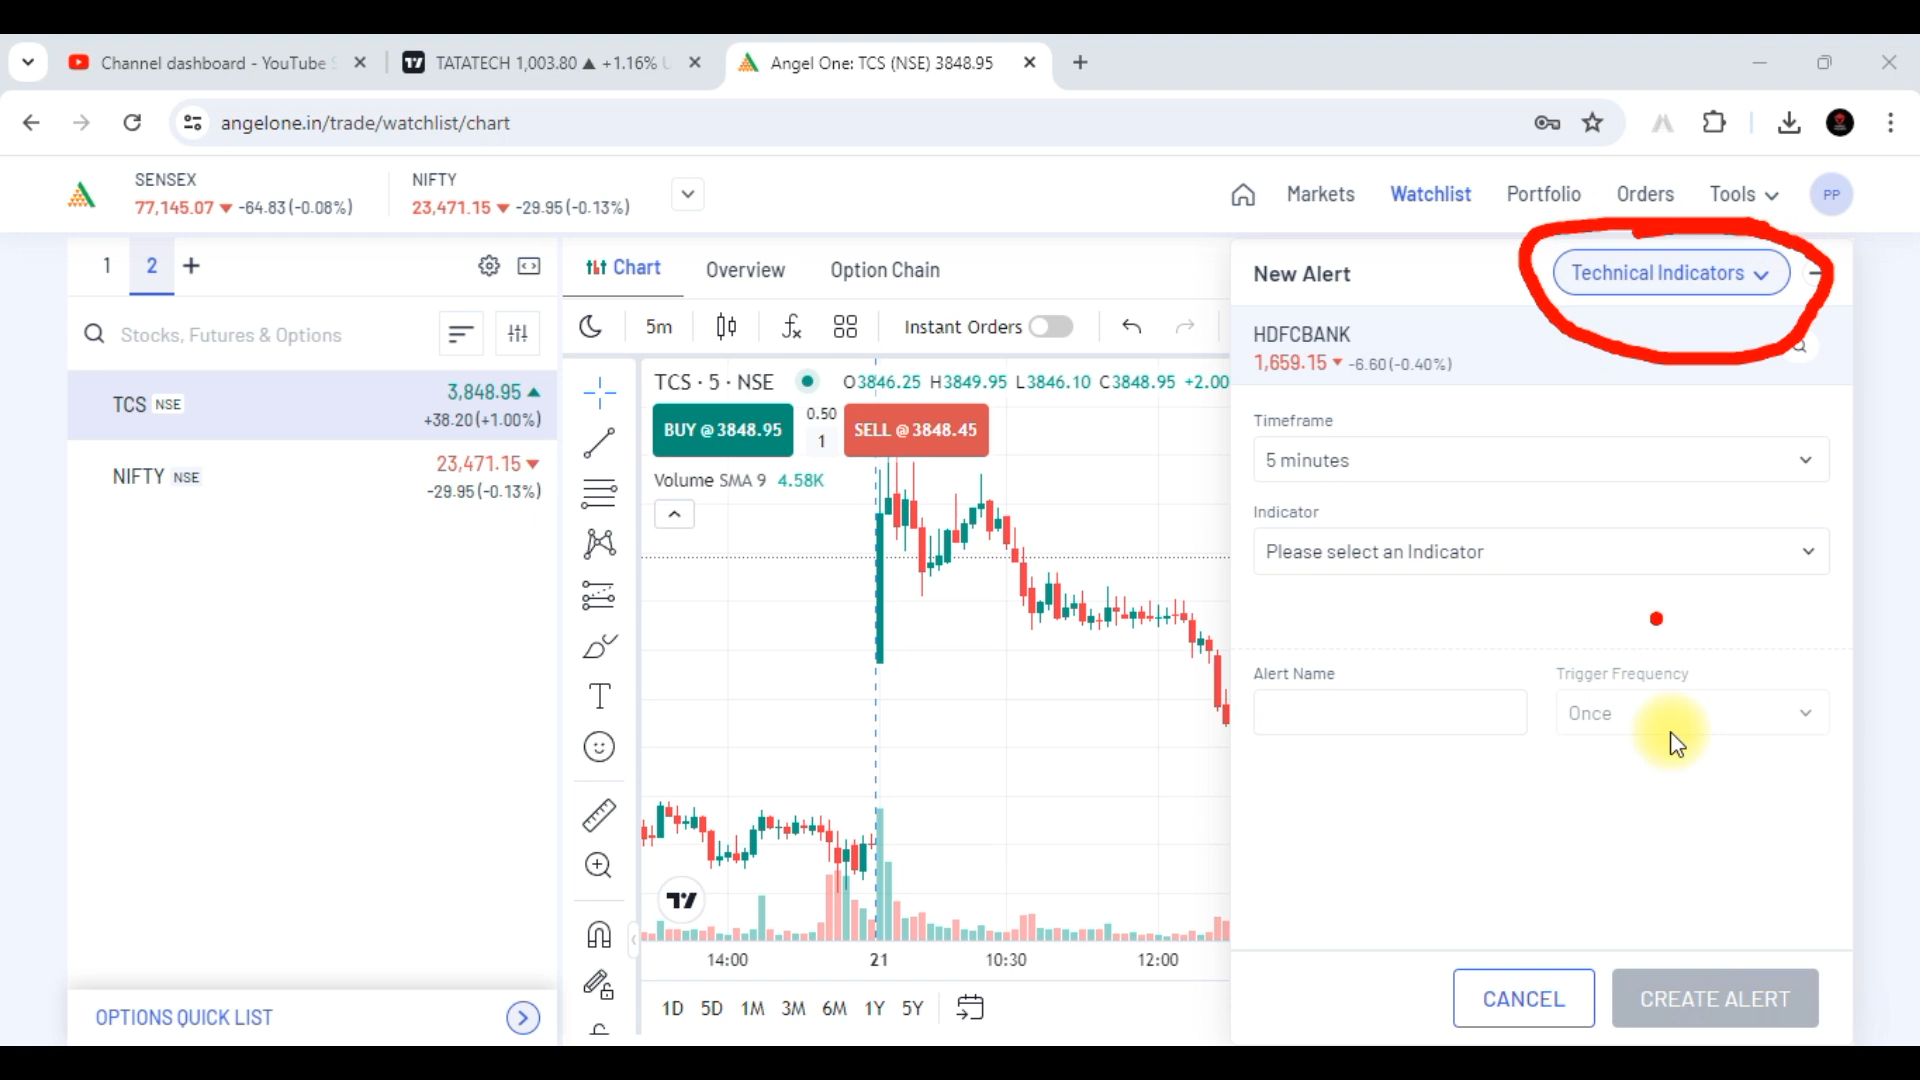 Channel dashboard - YouTube S
TATATECH 1,003.80 ▲ +1.16% U
Angel One: TCS (NSE) 3848.95
angelone.in/trade/watchlist/chart
SENSEX
77,145.07 ▼ -64.83 (-0.08%)
NIFTY
23,471.15 ▼ -29.95 (-0.13%)
Markets
Watchlist
Portfolio
Orders
Tools
PP
1
2
Chart
Overview
Option Chain
New Alert
Technical Indicators
Stocks, Futures & Options
5m
Instant Orders
HDFCBANK
1,659.15 ▼ -6.60 (-0.40%)
TCS NSE
3,848.95 ▲
+38.20 (+1.00%)
NIFTY NSE
23,471.15 ▼
-29.95 (-0.13%)
TCS · 5 · NSE
O3846.25 H3849.95 L3846.10 C3848.95 +2.00
BUY @ 3848.95
0.50
1
SELL @ 3848.45
Volume SMA 9 4.58K
Timeframe
5 minutes
Indicator
Please select an Indicator
Alert Name
Trigger Frequency
Once
14:00
21
10:30
12:00
1D 5D 1M 3M 6M 1Y 5Y
OPTIONS QUICK LIST
CANCEL
CREATE ALERT